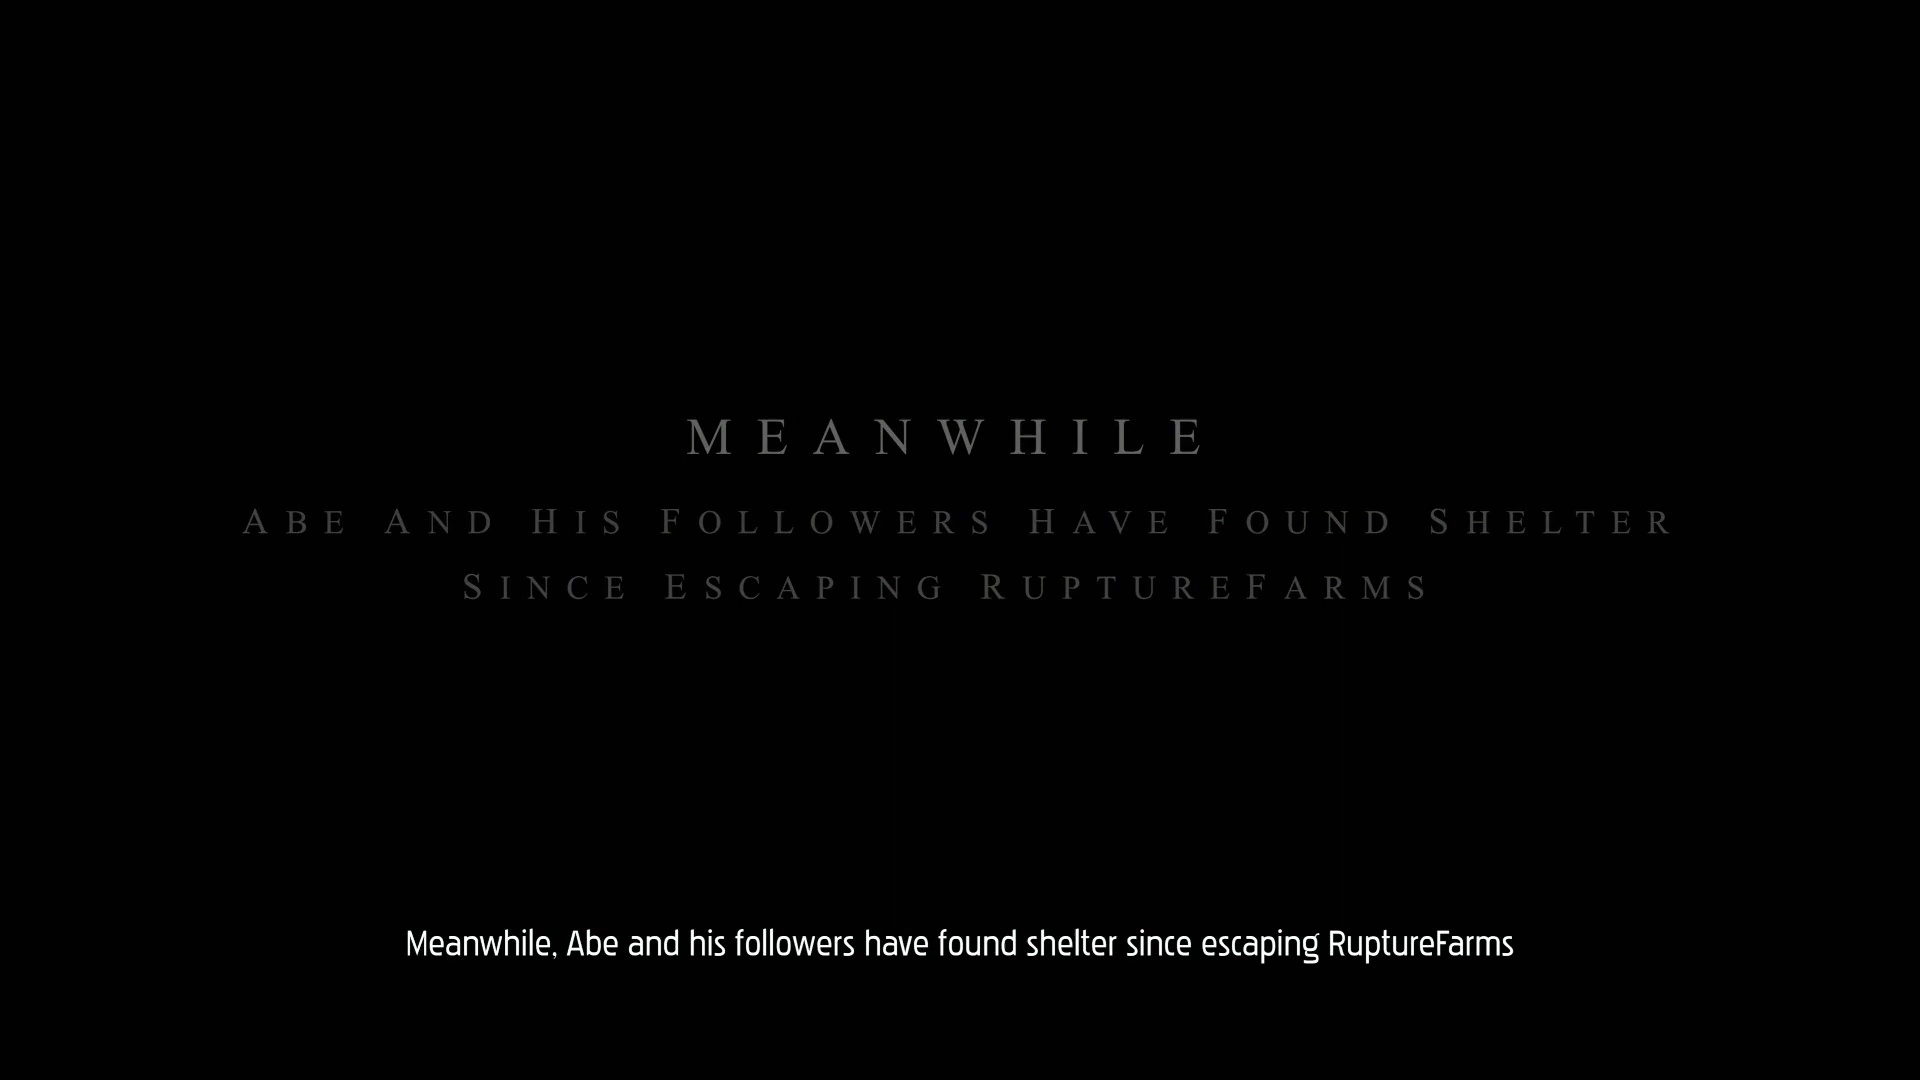 MEANWHILE
ABE AND HIS FOLLOWERS HAVE FOUND SHELTER
SINCE ESCAPING RUPTUREFARMS
Meanwhile, Abe and his followers have found shelter since escaping RuptureFarms